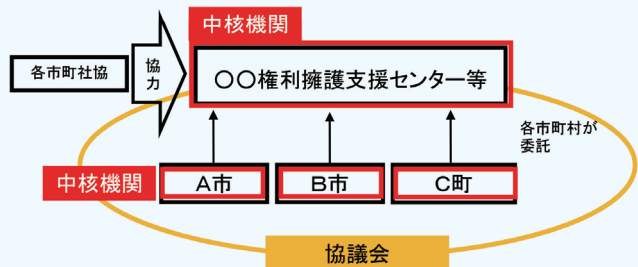 中核機関
各市町社協
協力
〇〇権利擁護支援センター等
各市町村が
委託
中核機関
A市
B市
C町
協議会